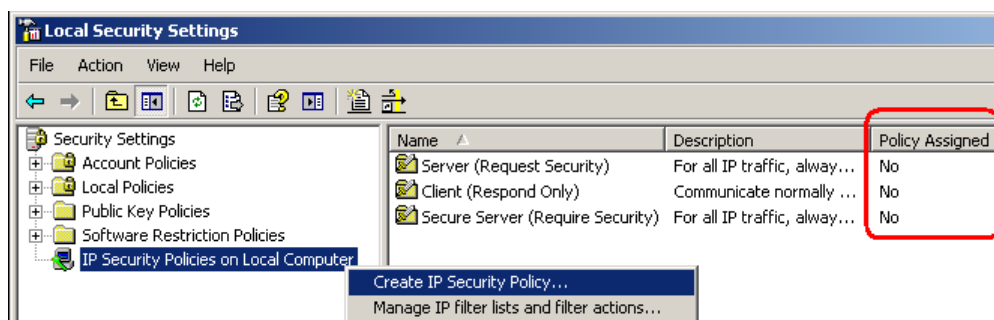 Local Security Settings
File Action View Help
Security Settings
Account Policies
Local Policies
Public Key Policies
Software Restriction Policies
IP Security Policies on Local Computer
Name Description Policy Assigned
Server (Request Security) For all IP traffic, alway... No
Client (Respond Only) Communicate normally ... No
Secure Server (Require Security) For all IP traffic, alway... No
Create IP Security Policy...
Manage IP filter lists and filter actions...